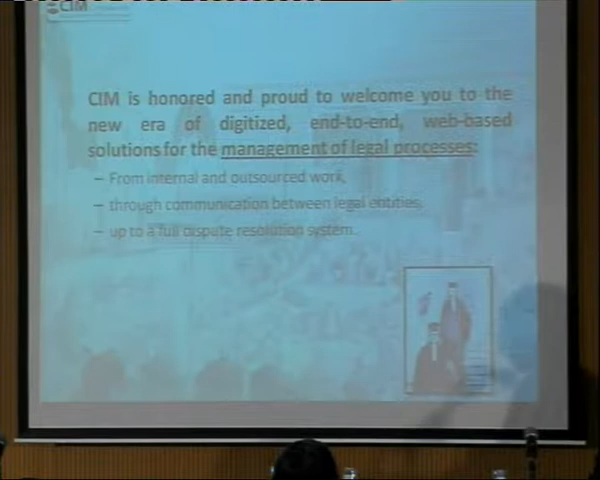 CIM
CIM is honored and proud to welcome you to the
new era of digitized, end-to-end, web-based
solutions for the management of legal processes:
– From internal and outsourced work,
– through communication between legal entities,
– up to a full dispute resolution system.